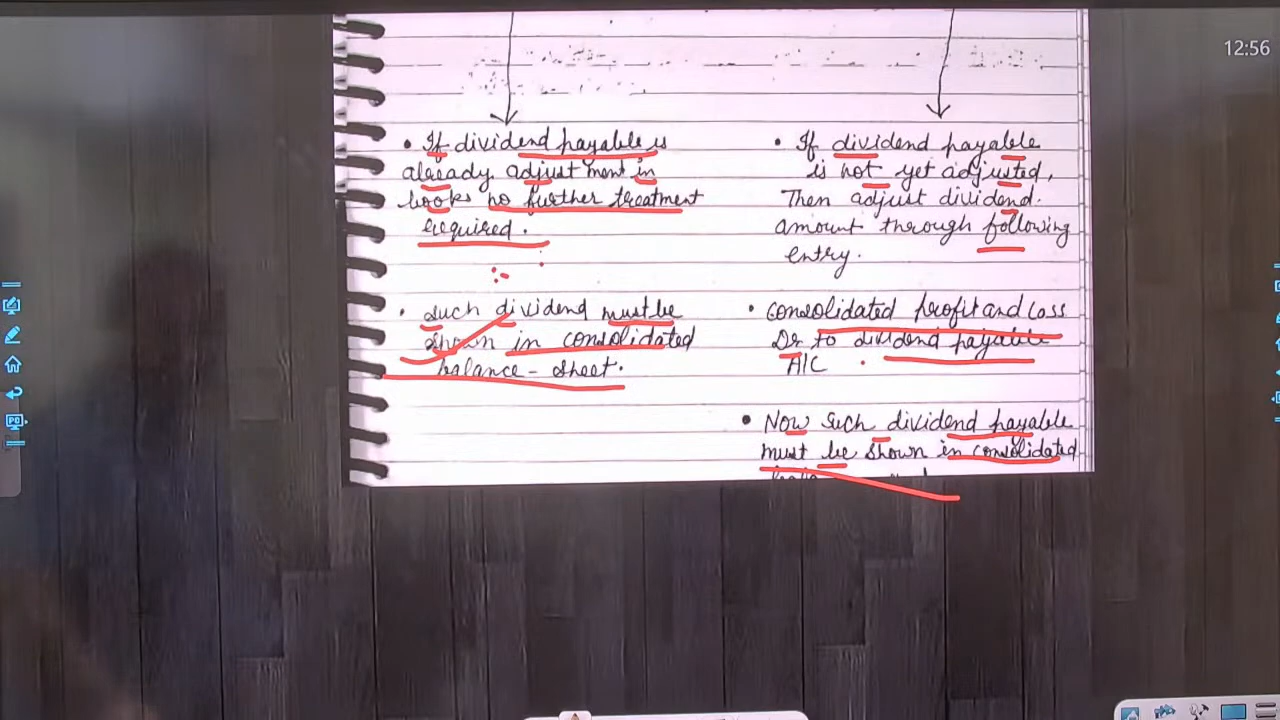 12:56
• If dividend payable is
already adjustment in
books no further treatment
required.
• Such dividend must be
shown in consolidated
balance-sheet.
• If dividend payable
is not yet adjusted,
Then adjust dividend.
amount through following
entry.
• consolidated profit and loss
Dr to dividend payable
A/C
• Now such dividend payable
must be shown in consolidated
PQ